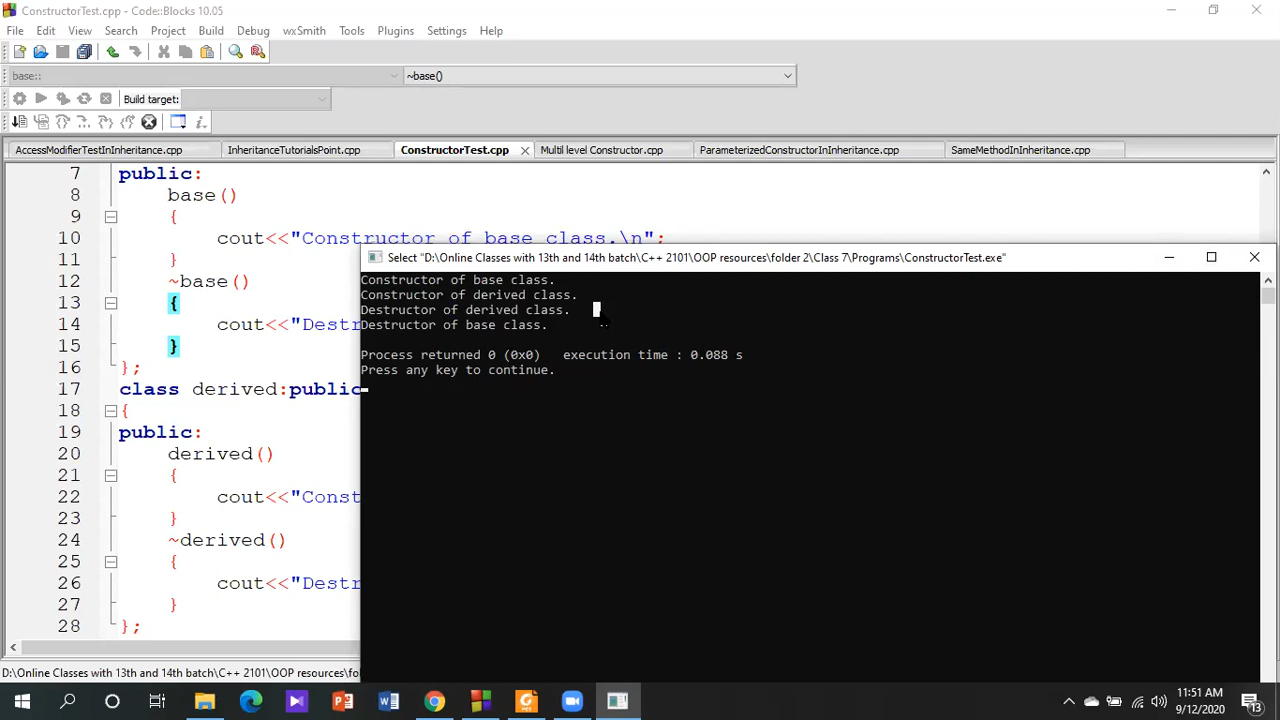 ConstructorTest.cpp - Code::Blocks 10.05
File Edit View Search Project Build Debug wxSmith Tools Plugins Settings Help
base:: ~base()
Build target:
AccessModifierTestInInheritance.cpp InheritanceTutorialsPoint.cpp ConstructorTest.cpp Multi level Constructor.cpp ParameterizedConstructorInInheritance.cpp SameMethodInInheritance.cpp
7 public:
8 base()
9 {
10 cout<<"Constructor of base class.\n";
11 }
12 ~base()
13 {
14 cout<<"Destr
15 }
16 };
17 class derived:public
18 {
19 public:
20 derived()
21 {
22 cout<<"Const
23 }
24 ~derived()
25 {
26 cout<<"Destr
27 }
28 };
Select "D:\Online Classes with 13th and 14th batch\C++ 2101\OOP resources\folder 2\Class 7\Programs\ConstructorTest.exe"
Constructor of base class.
Constructor of derived class.
Destructor of derived class.
Destructor of base class.
Process returned 0 (0x0) execution time : 0.088 s
Press any key to continue.
D:\Online Classes with 13th and 14th batch\C++ 2101\OOP resources\fol
11:51 AM
9/12/2020
13